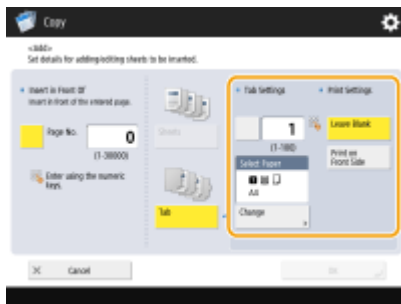 Copy
<Add>
Set details for adding/editing sheets to be inserted.
Insert in Front Of
Insert in front of the entered page.
Page No.
0
(1-30000)
Enter using the numeric
keys.
Sheets
Tab
Tab Settings
1
(1-100)
Select Paper
A4
Change
Print Settings
Leave Blank
Print on
Front Side
Cancel
OK